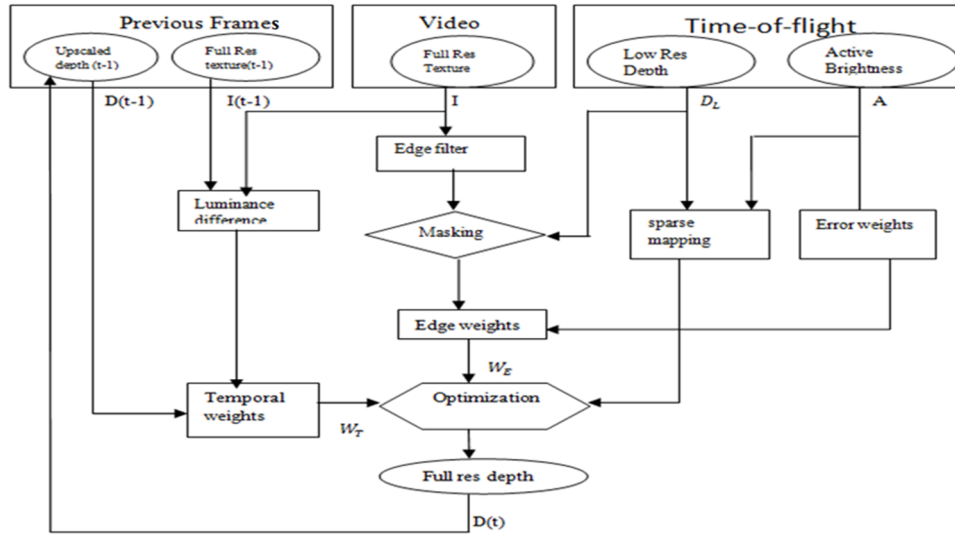 Previous Frames
Video
Time-of-flight
Upscaled
depth (t-1)
Full Res
texture(t-1)
Full Res
Texture
Low Res
Depth
Active
Brightness
D(t-1)
I(t-1)
I
D_L
A
Edge filter
Luminance
difference
Masking
sparse
mapping
Error weights
Edge weights
W_E
Temporal
weights
W_T
Optimization
Full res depth
D(t)